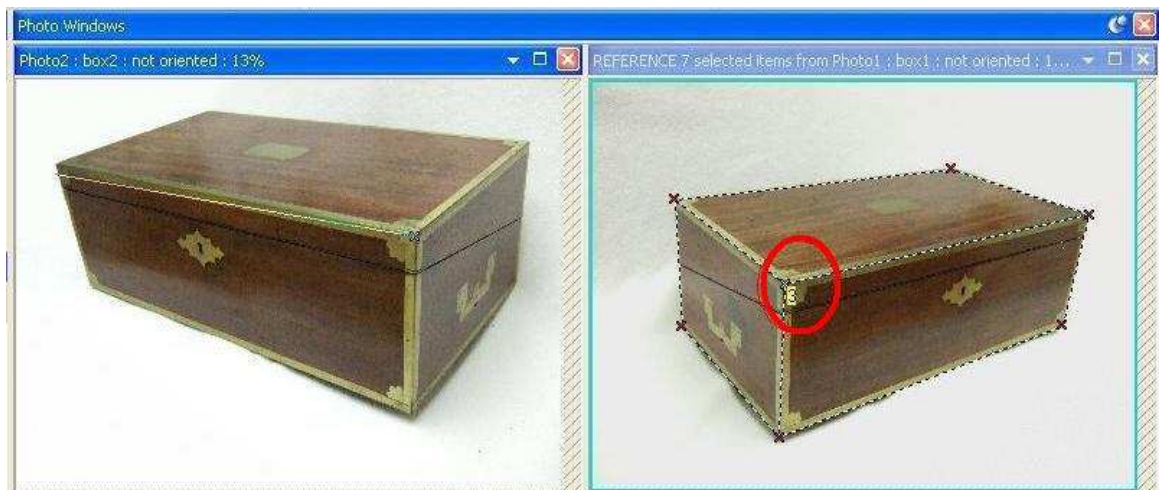 Photo Windows
Photo2 : box2 : not oriented : 13%
REFERENCE 7 selected items from Photo1 : box1 : not oriented : 1...